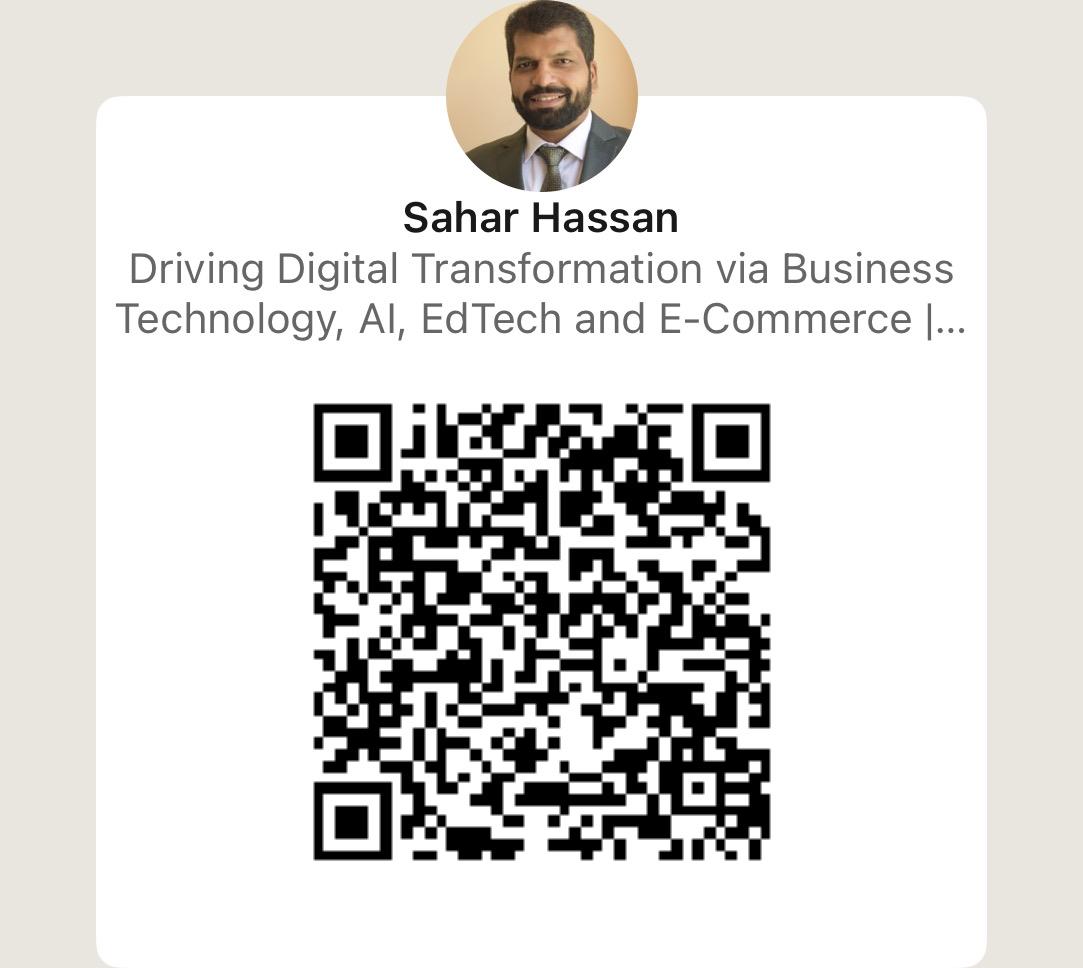 Sahar Hassan
Driving Digital Transformation via Business
Technology, AI, EdTech and E-Commerce |...